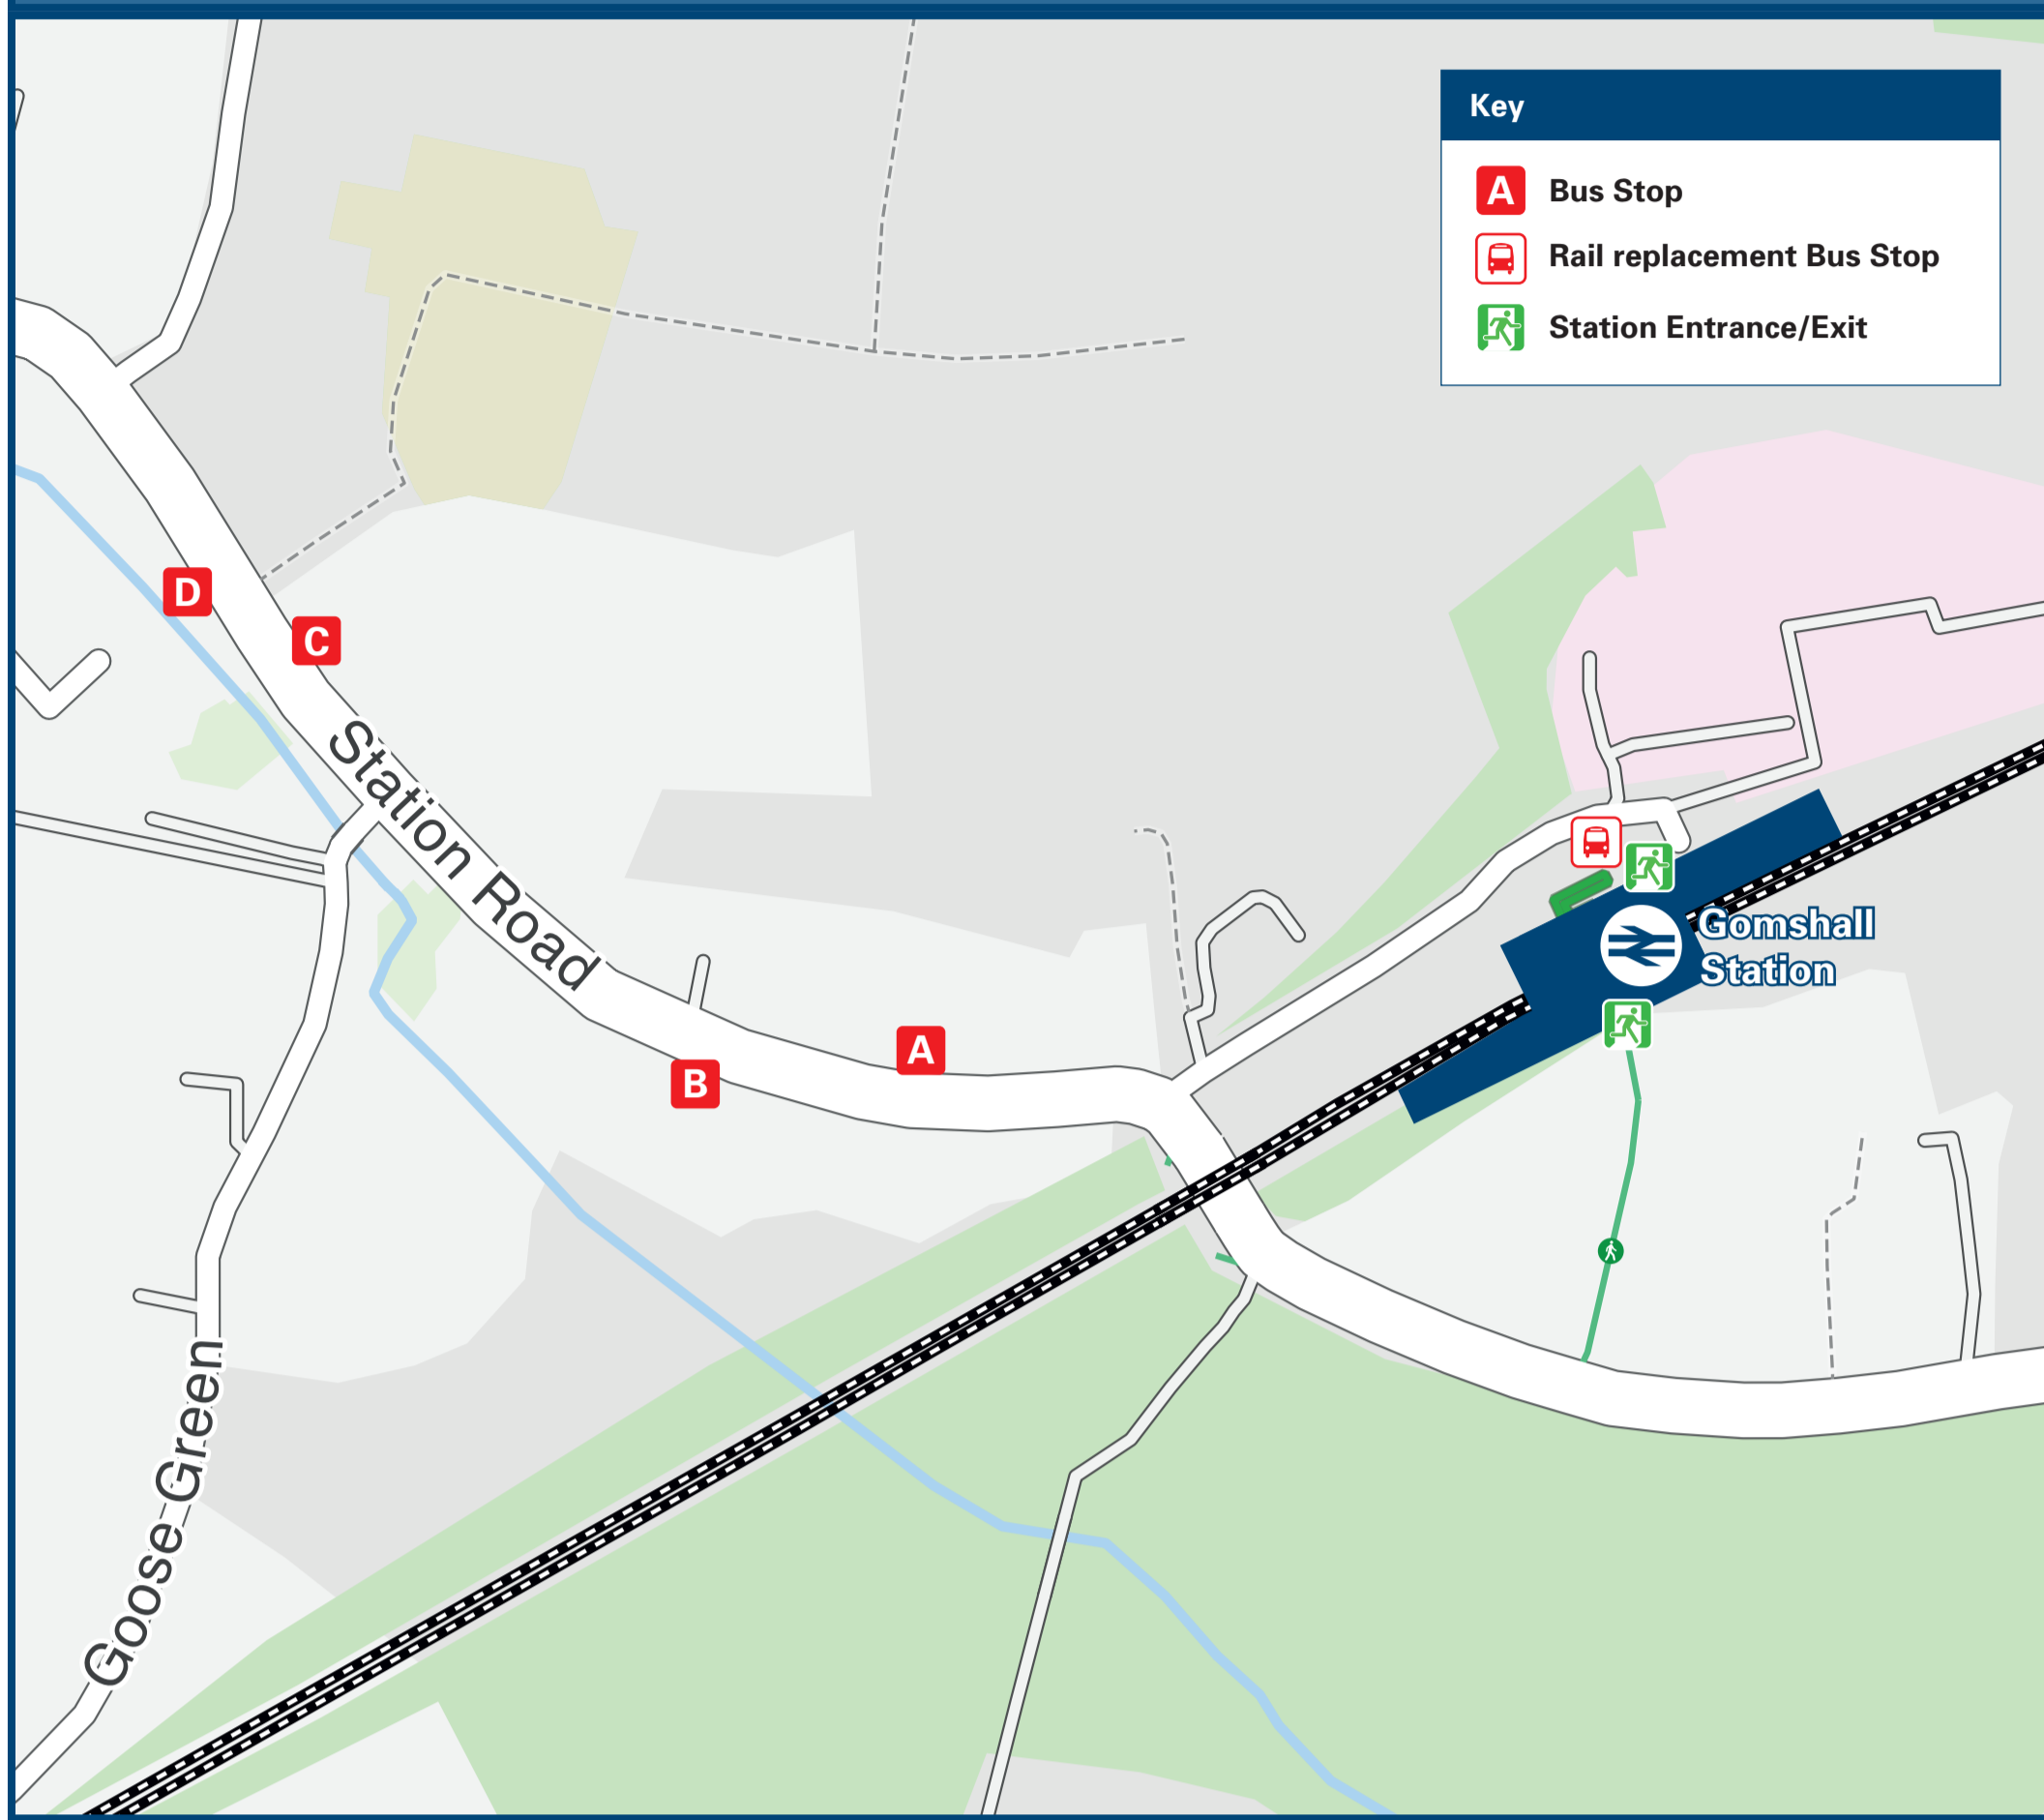 Key
A Bus Stop
Rail replacement Bus Stop
Station Entrance/Exit
D
C
Station Road
A
B
Gomshall
Station
Goose Green